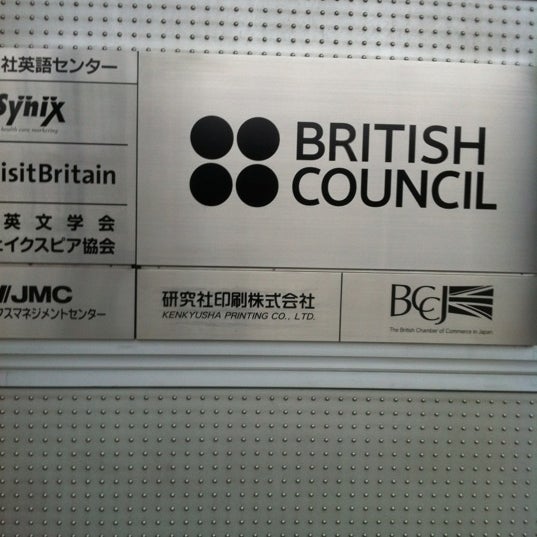 社英語センター
Synix
health care marketing
isitBritain
英文学会
ェイクスピア協会
BRITISH
COUNCIL
JMC
クスマネジメントセンター
研究社印刷株式会社
KENKYUSHA PRINTING CO., LTD.
BCCJ
The British Chamber of Commerce in Japan